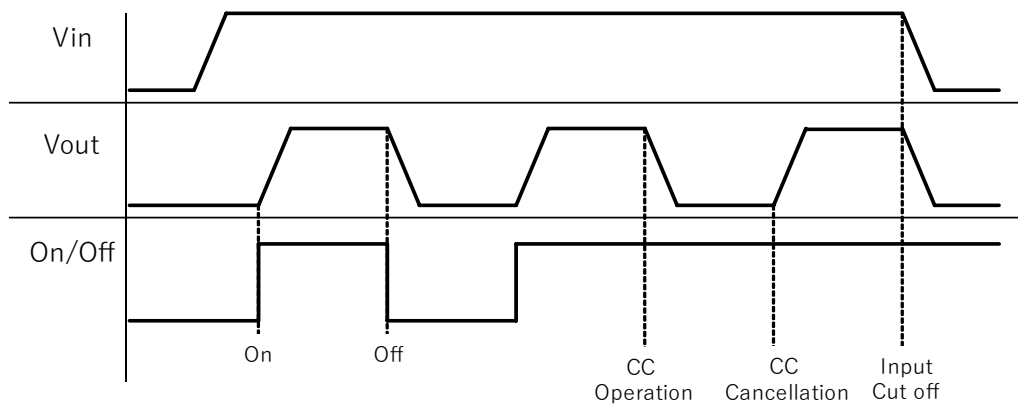 Vin
Vout
On/Off
On
Off
CC
Operation
CC
Cancellation
Input
Cut off